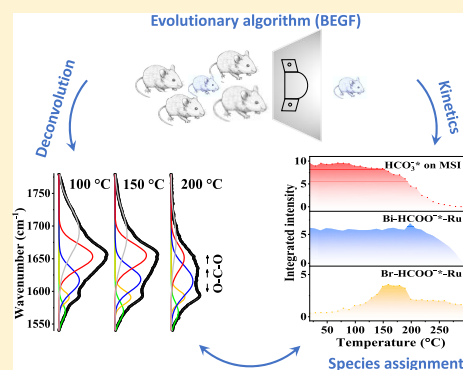 Evolutionary algorithm (BEGF)
Deconvolution
Kinetics
Wavenumber (cm⁻¹)
1750
1700
1650
1600
1550
100 °C
150 °C
200 °C
O-C-O
Integrated intensity
10
5
0
HCO₃⁻* on MSI
5
0
Bi-HCOO⁻*-Ru
5
0
Br-HCOO⁻*-Ru
50 100 150 200 250
Temperature (°C)
Species assignment